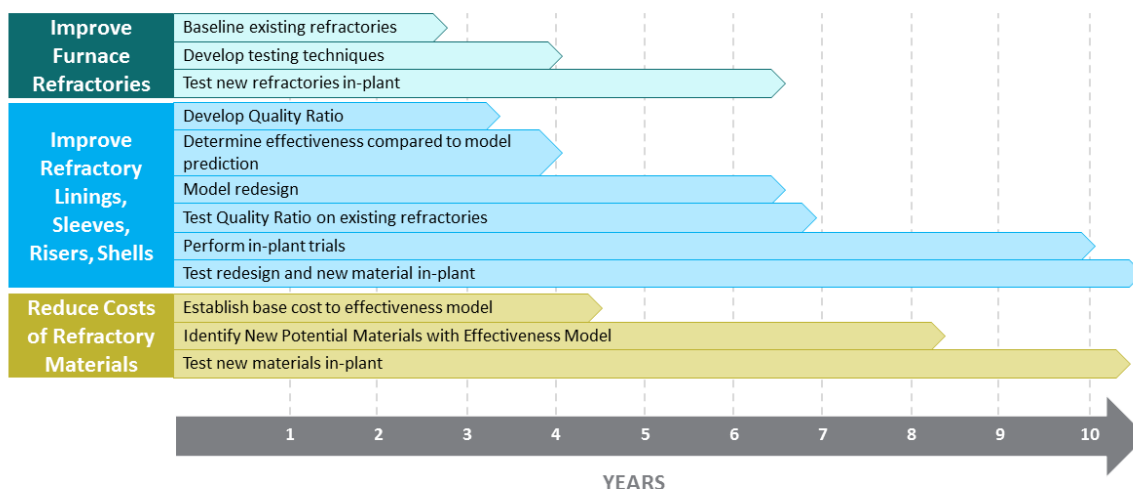 Improve
Furnace
Refractories
Baseline existing refractories
Develop testing techniques
Test new refractories in-plant
Improve
Refractory
Linings,
Sleeves,
Risers, Shells
Develop Quality Ratio
Determine effectiveness compared to model
prediction
Model redesign
Test Quality Ratio on existing refractories
Perform in-plant trials
Test redesign and new material in-plant
Reduce Costs
of Refractory
Materials
Establish base cost to effectiveness model
Identify New Potential Materials with Effectiveness Model
Test new materials in-plant
1 2 3 4 5 6 7 8 9 10
YEARS